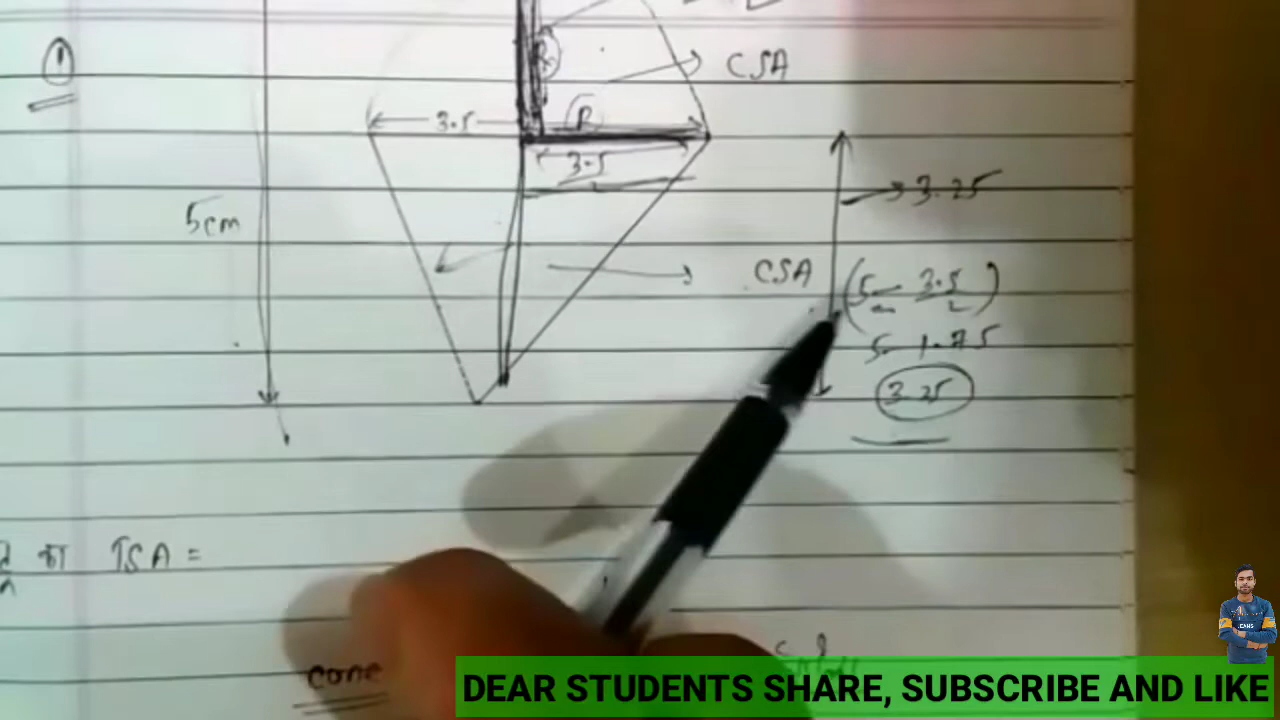 1
R
CSA
3.5
R
3.5
3.25
5cm
CSA
(5 - 3.5/2)
5 - 1.75
3.25
का TSA =
cone
DEAR STUDENTS SHARE, SUBSCRIBE AND LIKE